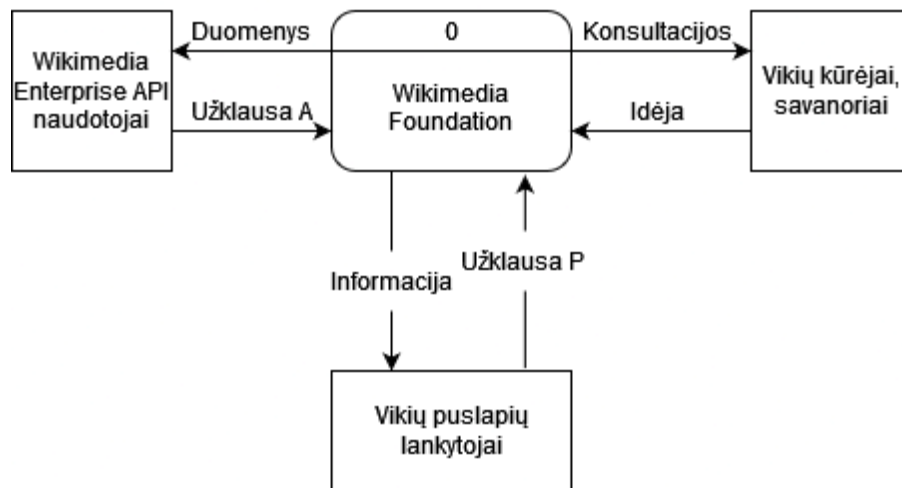 Duomenys
0
Konsultacijos
Wikimedia
Enterprise API
naudotojai
Wikimedia
Foundation
Vikių kūrėjai,
savanoriai
Užklausa A
Idėja
Informacija
Užklausa P
Vikių puslapių
lankytojai